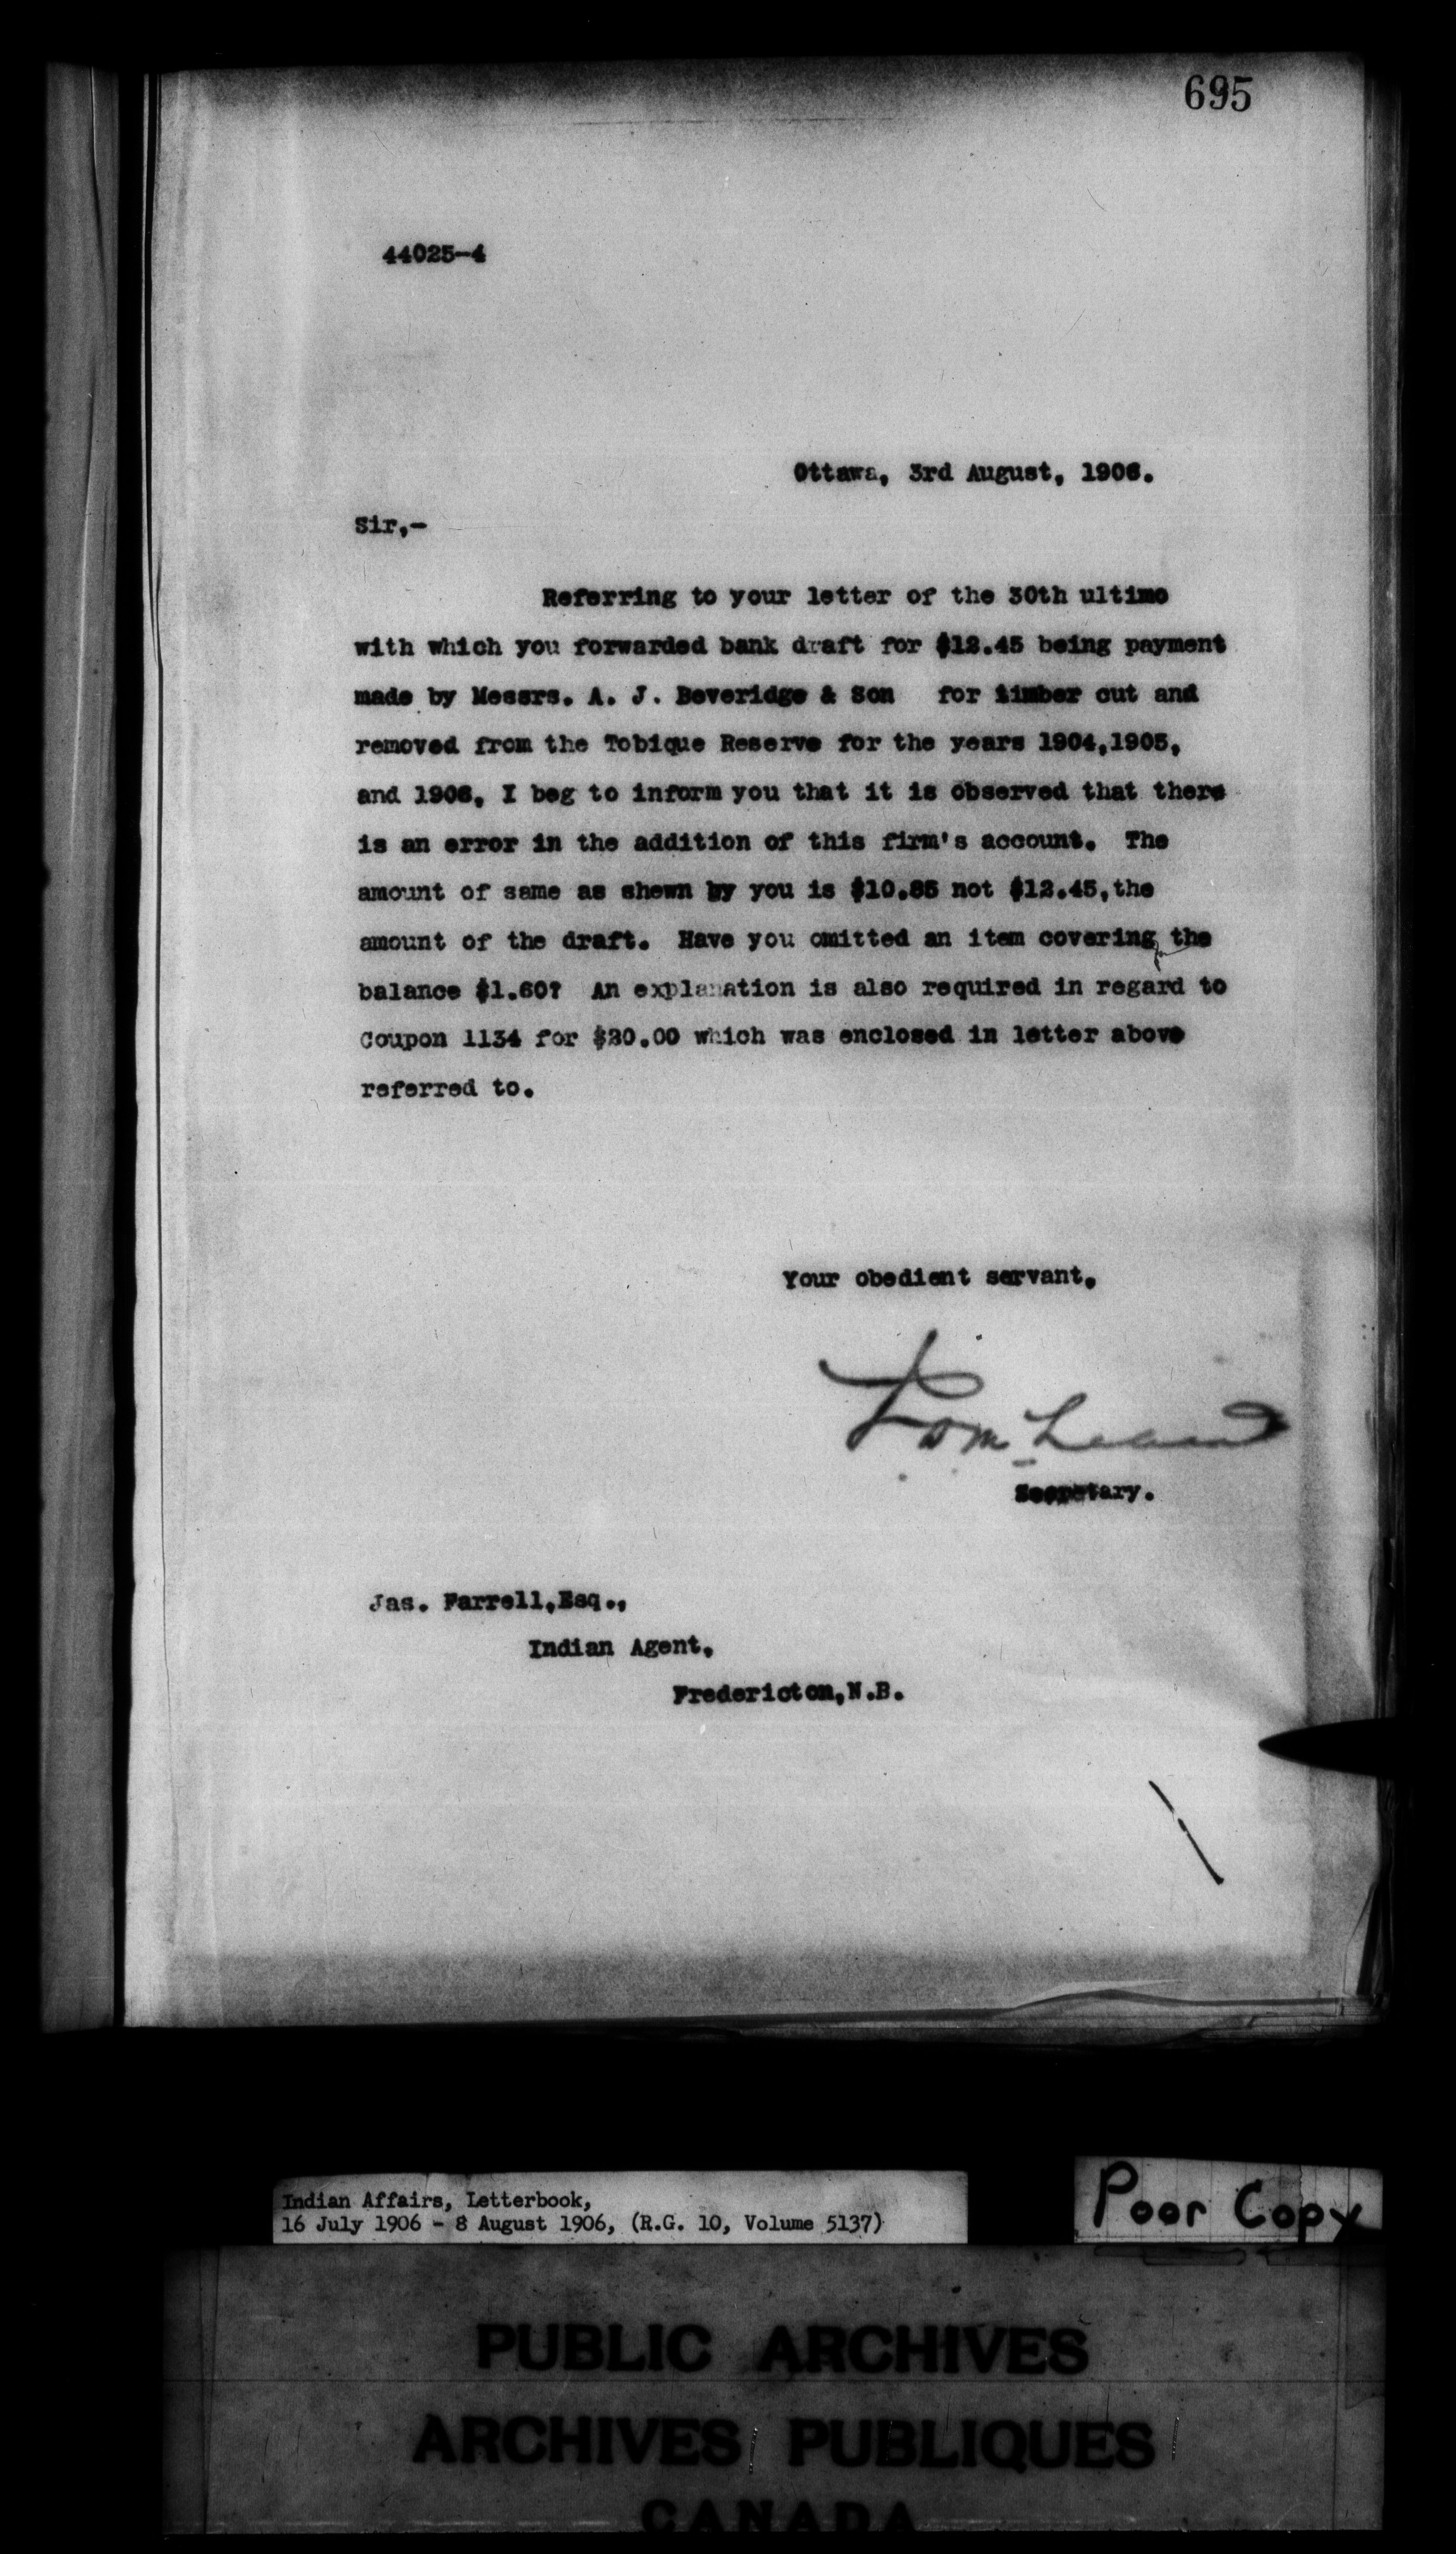 695
44025-4
Ottawa, 3rd August, 1906.
Sir,-
Referring to your letter of the 30th ultimo
with which you forwarded bank draft for $12.45 being payment
made by Messrs. A. J. Beveridge & Son for timber cut and
removed from the Tobique Reserve for the years 1904,1905,
and 1906, I beg to inform you that it is observed that there
is an error in the addition of this firm's account. The
amount of same as shewn by you is $10.85 not $12.45,the
amount of the draft. Have you omitted an item covering the
balance $1.60? An explanation is also required in regard to
Coupon 1134 for $20.00 which was enclosed in letter above
referred to.
Your obedient servant,
Secretary.
Jas. Farrell,Esq.,
Indian Agent,
Fredericton,N.B.
Indian Affairs, Letterbook,
16 July 1906 - 8 August 1906, (R.G. 10, Volume 5137)
Poor Copy
PUBLIC ARCHIVES
ARCHIVES PUBLIQUES
CANADA